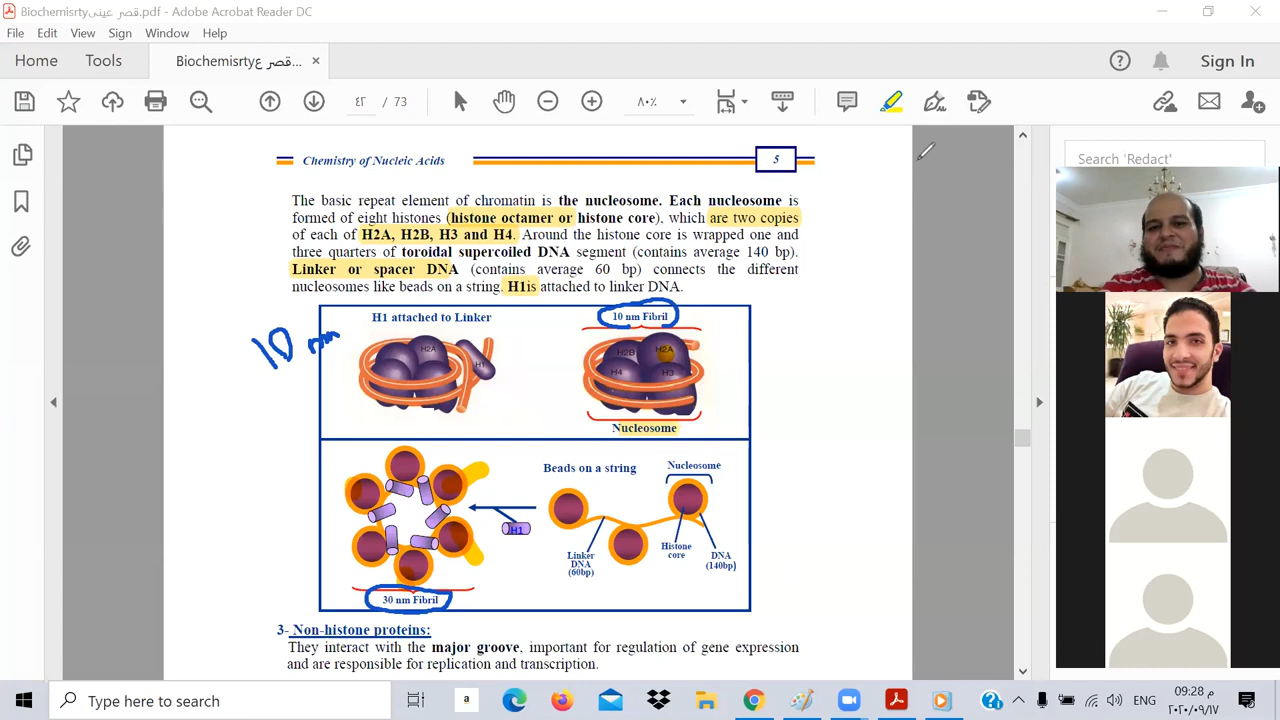 Biochemisrtyقصر عينى.pdf - Adobe Acrobat Reader DC
File Edit View Sign Window Help
Home Tools Biochemisrtyقصر ع... × Sign In
٤٢ / 73 ٨٠٪
Search 'Redact'
Chemistry of Nucleic Acids 5
The basic repeat element of chromatin is the nucleosome. Each nucleosome is
formed of eight histones (histone octamer or histone core), which are two copies
of each of H2A, H2B, H3 and H4. Around the histone core is wrapped one and
three quarters of toroidal supercoiled DNA segment (contains average 140 bp).
Linker or spacer DNA (contains average 60 bp) connects the different
nucleosomes like beads on a string. H1is attached to linker DNA.
10 nm
H1 attached to Linker
H2A
H1
10 nm Fibril
H2B H2A
H4 H3
Nucleosome
Beads on a string
Nucleosome
H1
Linker
DNA
(60bp)
Histone
core
DNA
(140bp)
30 nm Fibril
3- Non-histone proteins:
They interact with the major groove, important for regulation of gene expression
and are responsible for replication and transcription.
Type here to search
a
ENG
09:28 م
٢٠٢٠/٠٩/١٧